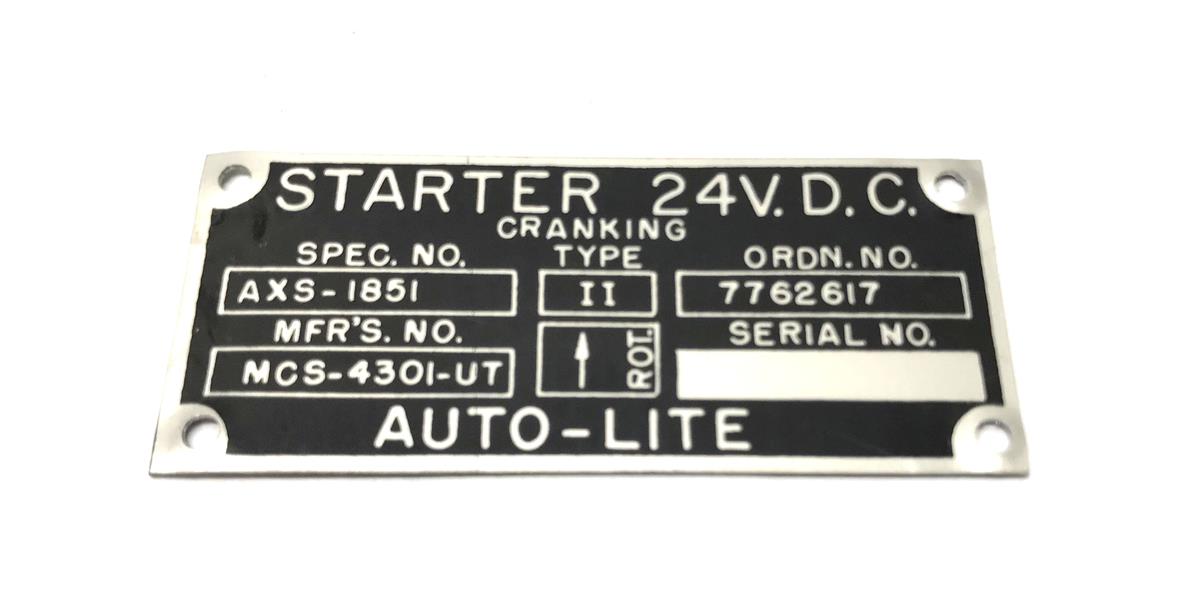 STARTER 24V. D. C.
CRANKING
SPEC. NO. TYPE ORDN. NO.
AXS-1851 II 7762617
MFR'S. NO. ROT. SERIAL NO.
MCS-4301-UT
AUTO-LITE